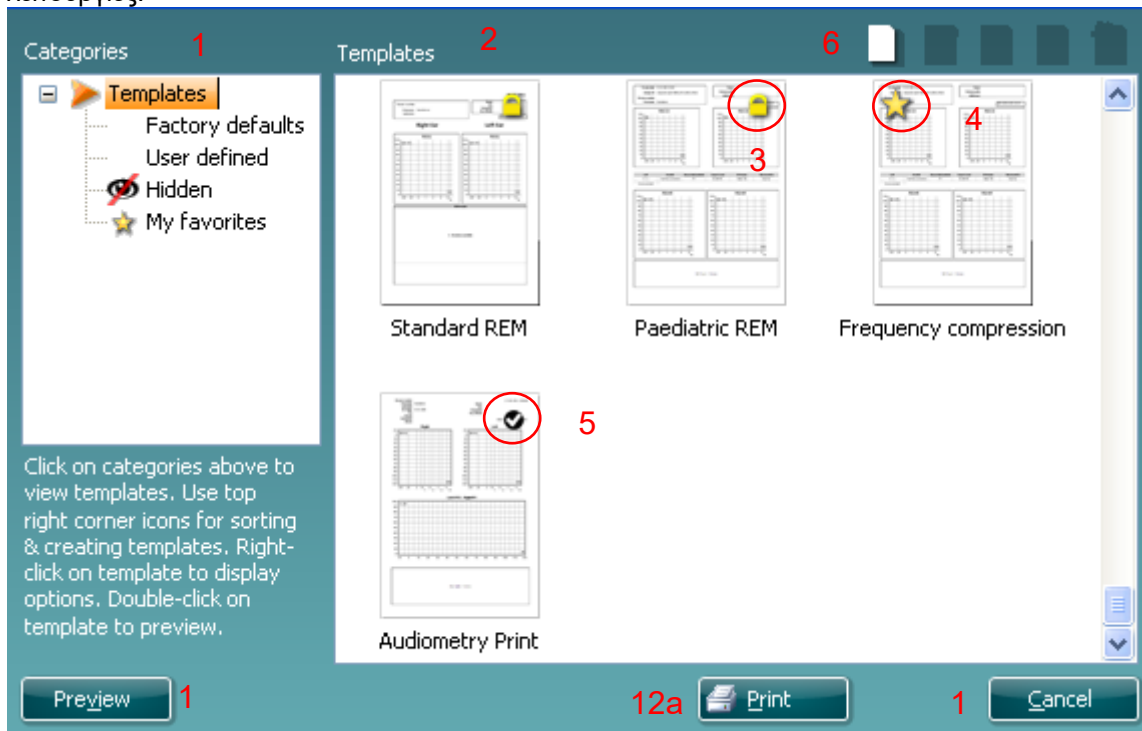 Categories 1
Templates 2 6
Templates
Factory defaults
User defined
Hidden
My favorites
3
4
Standard REM
Paediatric REM
Frequency compression
5
Audiometry Print
Click on categories above to
view templates. Use top
right corner icons for sorting
& creating templates. Right-
click on template to display
options. Double-click on
template to preview.
Preview 1
12a Print
1 Cancel